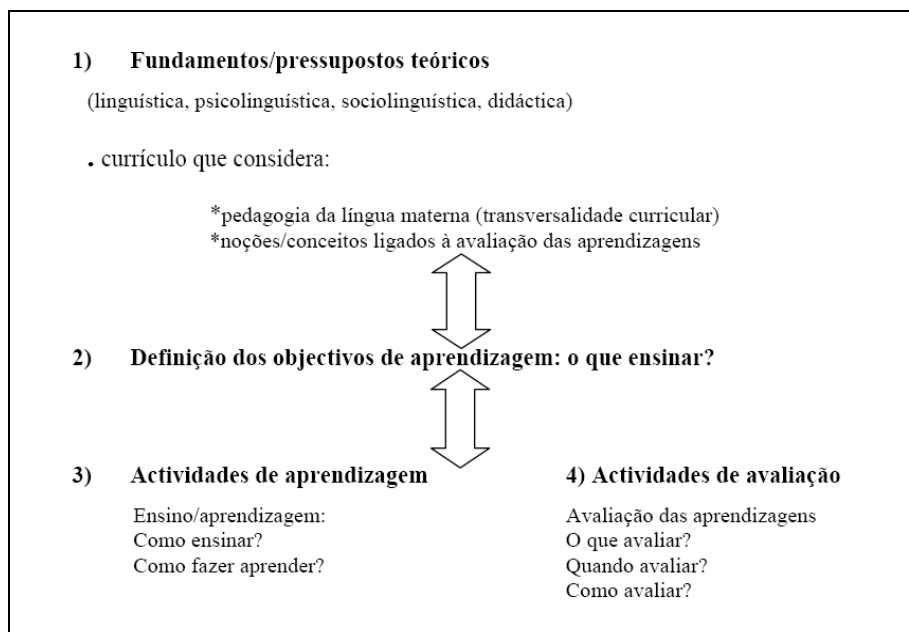 1) Fundamentos/pressupostos teóricos
(linguística, psicolinguística, sociolinguística, didáctica)
. currículo que considera:
*pedagogia da língua materna (transversalidade curricular)
*noções/conceitos ligados à avaliação das aprendizagens
2) Definição dos objectivos de aprendizagem: o que ensinar?
3) Actividades de aprendizagem
Ensino/aprendizagem:
Como ensinar?
Como fazer aprender?
4) Actividades de avaliação
Avaliação das aprendizagens
O que avaliar?
Quando avaliar?
Como avaliar?